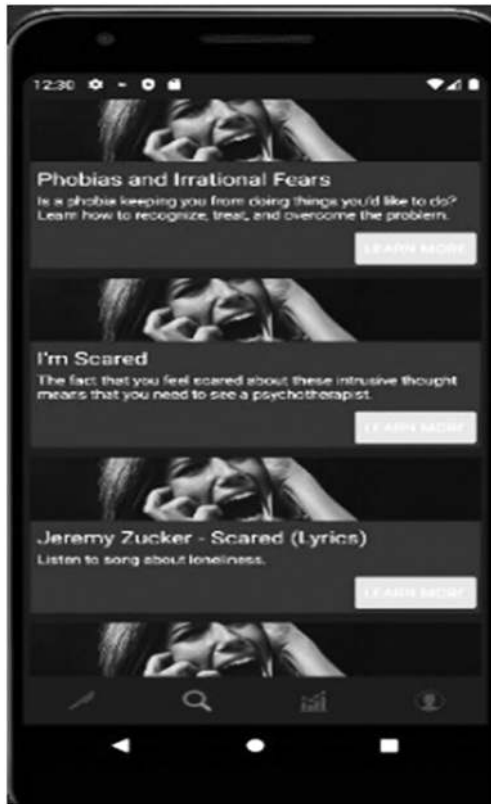 12:30
Phobias and Irrational Fears
Is a phobia keeping you from doing things you'd like to do?
Learn how to recognize, treat, and overcome the problem.
LEARN MORE
I'm Scared
The fact that you feel scared about these intrusive thought
means that you need to see a psychotherapist.
LEARN MORE
Jeremy Zucker - Scared (Lyrics)
Listen to song about loneliness.
LEARN MORE